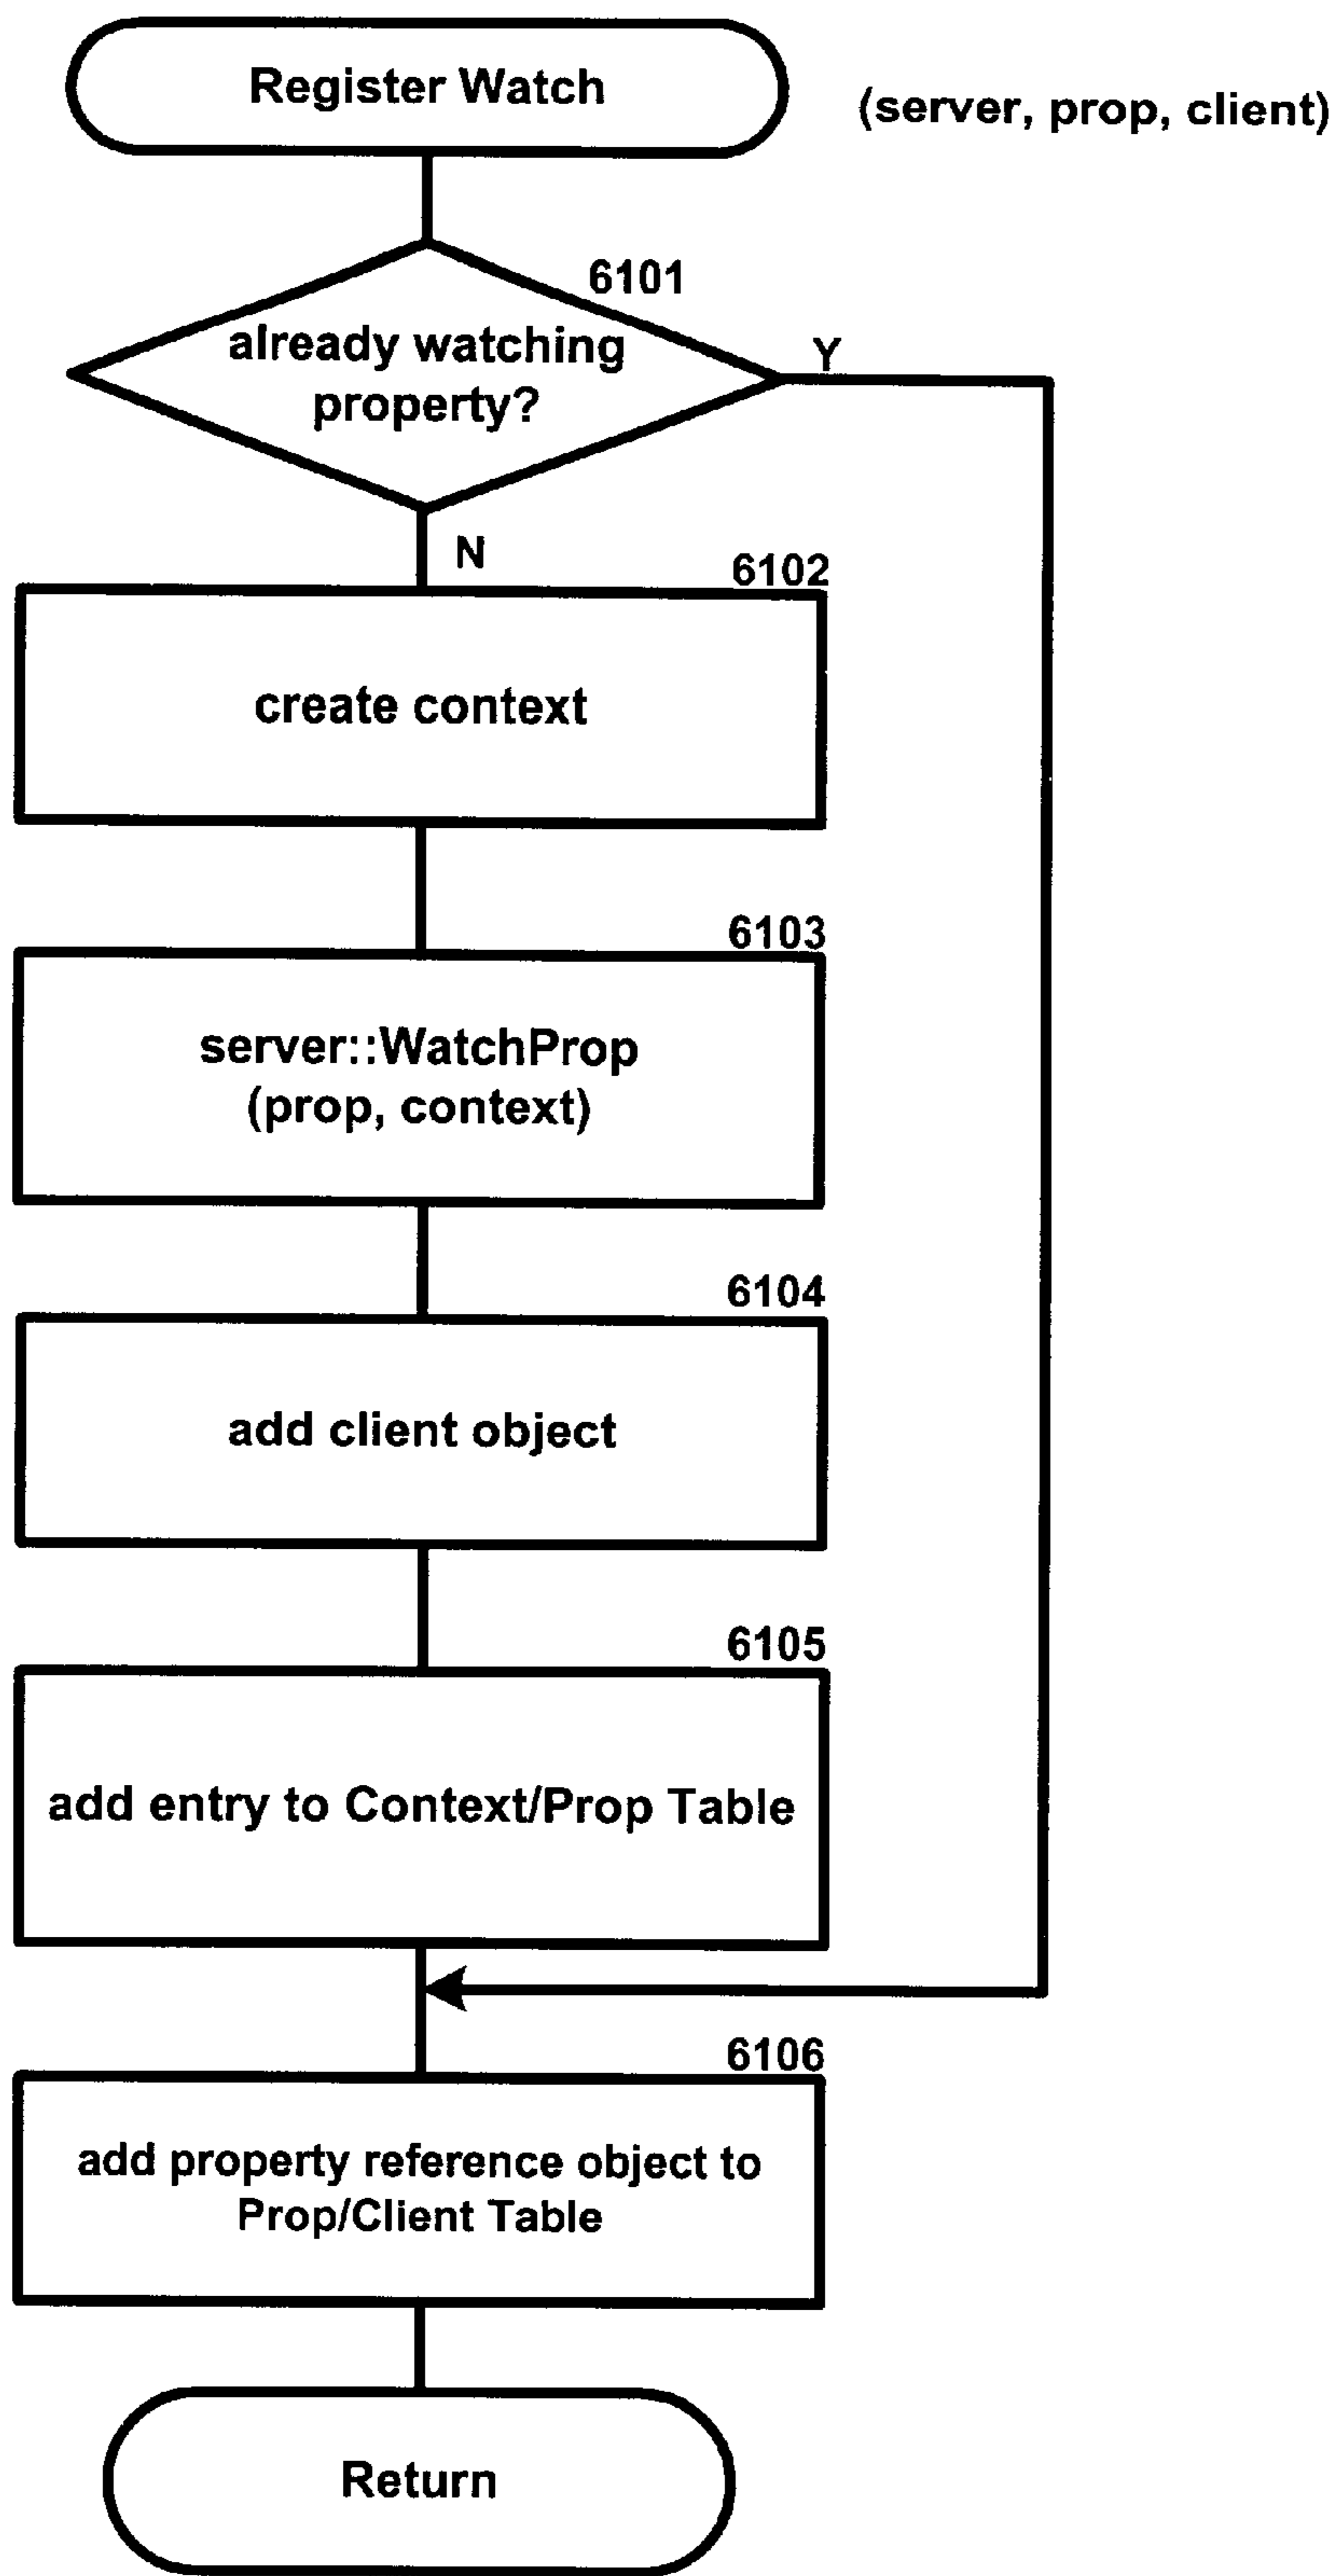 Register Watch
(server, prop, client)
6101
already watching
property?
Y
N
6102
create context
6103
server::WatchProp
(prop, context)
6104
add client object
6105
add entry to Context/Prop Table
6106
add property reference object to
Prop/Client Table
Return